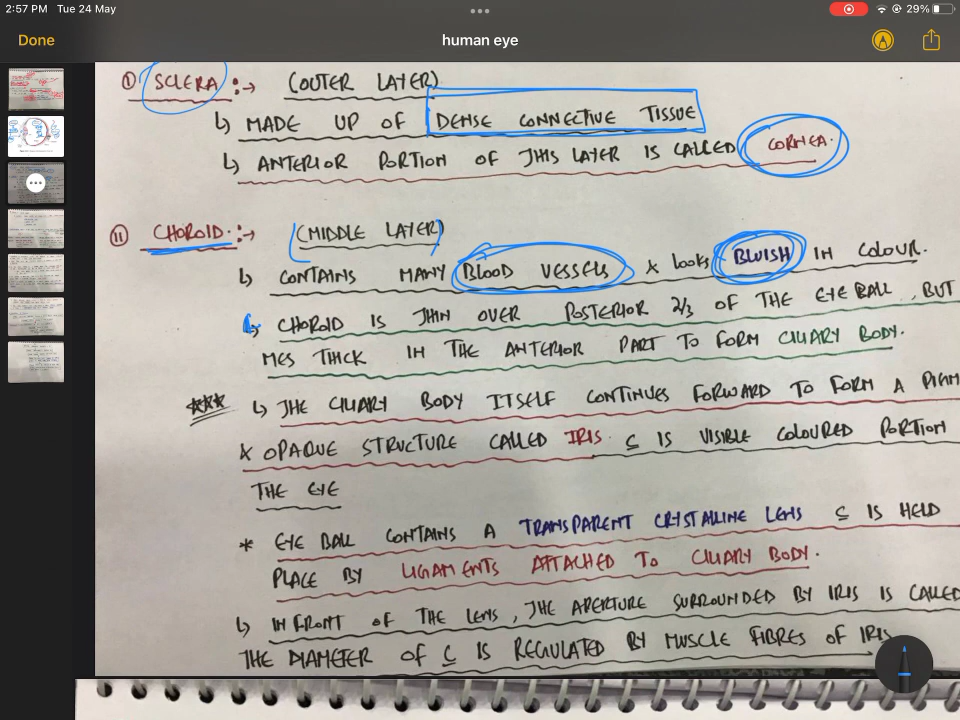 2:57 PM Tue 24 May
29%
Done
human eye
① SCLERA :→ (OUTER LAYER)
↳ MADE UP OF DENSE CONNECTIVE TISSUE
↳ ANTERIOR PORTION OF THIS LAYER IS CALLED CORNEA.
⑪ CHOROID. :→ (MIDDLE LAYER)
↳ CONTAINS MANY BLOOD VESSELS & looks BLUISH IN COLOUR.
↳ CHOROID IS THIN OVER POSTERIOR 2/3 OF THE EYE BALL, BUT
MES THICK IN THE ANTERIOR PART TO FORM CILIARY BODY.
*** ↳ THE CILIARY BODY ITSELF CONTINUES FORWARD TO FORM A PIGM
& OPAQUE STRUCTURE CALLED IRIS. C IS VISIBLE COLOURED PORTION
THE EYE
* EYE BALL CONTAINS A TRANSPARENT CRYSTALLINE LENS C IS HELD
PLACE BY LIGAMENTS ATTACHED TO CILIARY BODY.
↳ IN FRONT OF THE LENS, THE APERTURE SURROUNDED BY IRIS IS CALLED
THE DIAMETER OF C IS REGULATED BY MUSCLE FIBRES OF IRIS